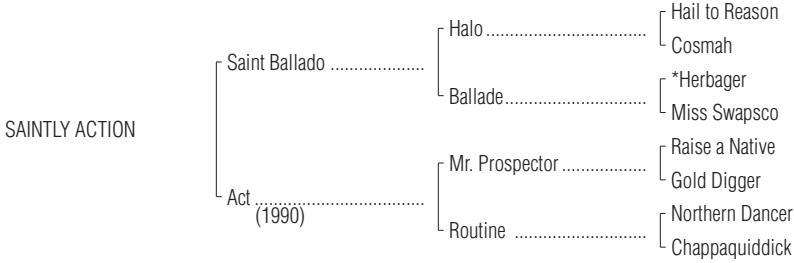 Hail to Reason
Halo
Cosmah
Saint Ballado
*Herbager
Ballade
Miss Swapsco
SAINTLY ACTION
Raise a Native
Mr. Prospector
Gold Digger
Act
(1990)
Northern Dancer
Routine
Chappaquiddick